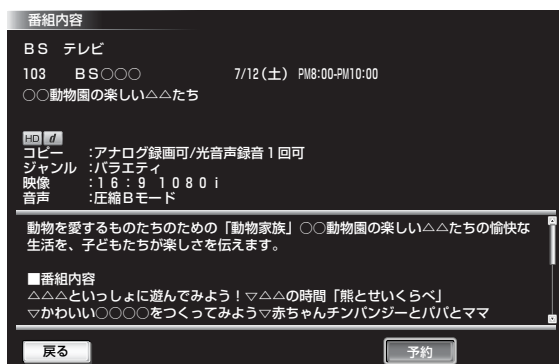 番組内容
BS テレビ
103 BS○○○ 7/12(土) PM8:00-PM10:00
○○動物園の楽しい△△たち
HD d
コピー :アナログ録画可/光音声録音1回可
ジャンル :バラエティ
映像 :16:9 1080i
音声 :圧縮Bモード
動物を愛するものたちのための「動物家族」○○動物園の楽しい△△たちの愉快な
生活を、子どもたちが楽しさを伝えます。
■番組内容
△△△といっしょに遊んでみよう!▽△△の時間「熊とせいくらべ」
▽かわいい○○○○をつくってみよう▽赤ちゃんチンパンジーとパパとママ
戻る 予約